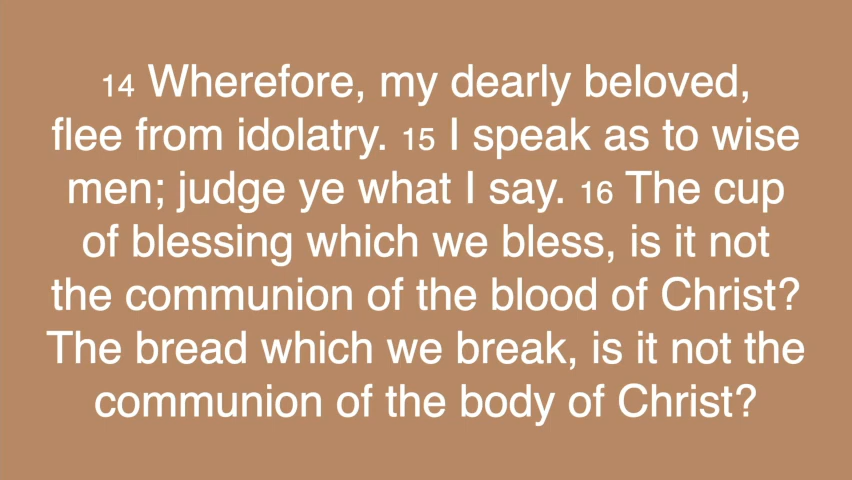 14 Wherefore, my dearly beloved,
flee from idolatry. 15 I speak as to wise
men; judge ye what I say. 16 The cup
of blessing which we bless, is it not
the communion of the blood of Christ?
The bread which we break, is it not the
communion of the body of Christ?